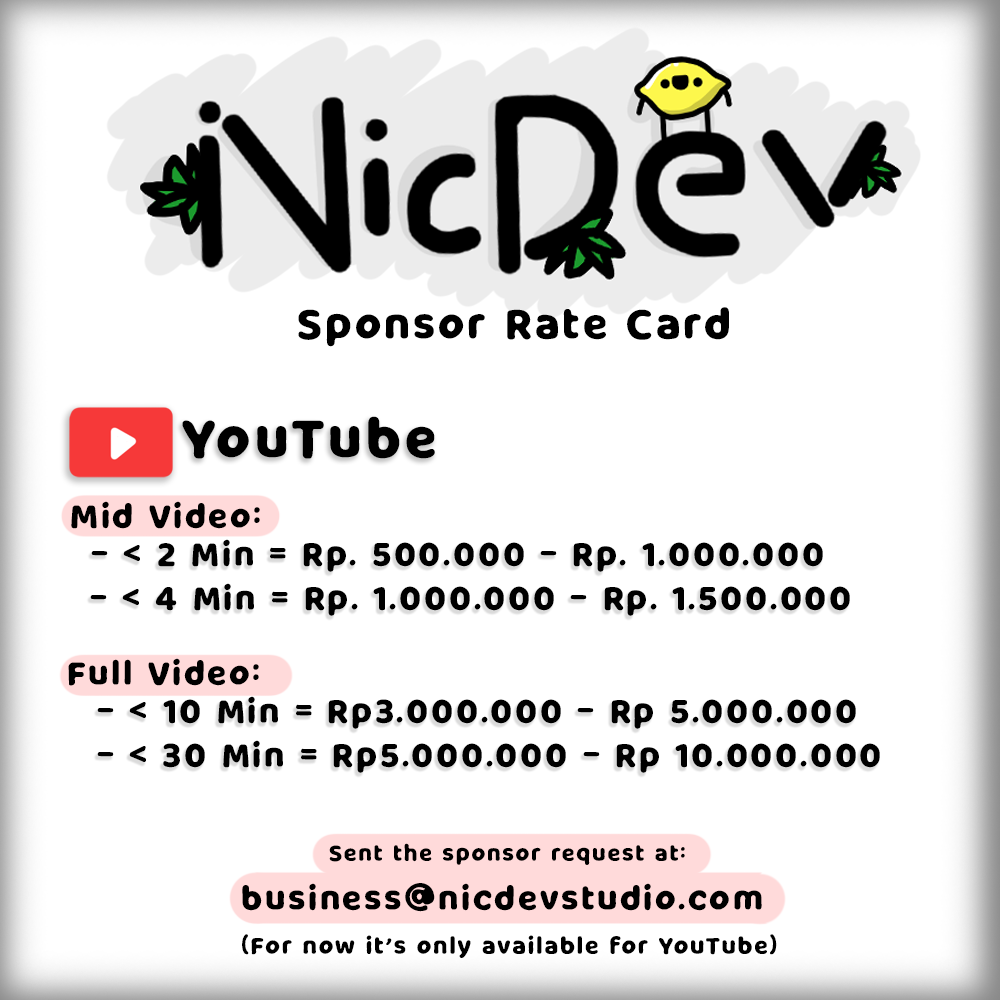 iNicDev
Sponsor Rate Card
YouTube
Mid Video:
- < 2 Min = Rp. 500.000 - Rp. 1.000.000
- < 4 Min = Rp. 1.000.000 - Rp. 1.500.000
Full Video:
- < 10 Min = Rp3.000.000 - Rp 5.000.000
- < 30 Min = Rp5.000.000 - Rp 10.000.000
Sent the sponsor request at:
business@nicdevstudio.com
(For now it's only available for YouTube)